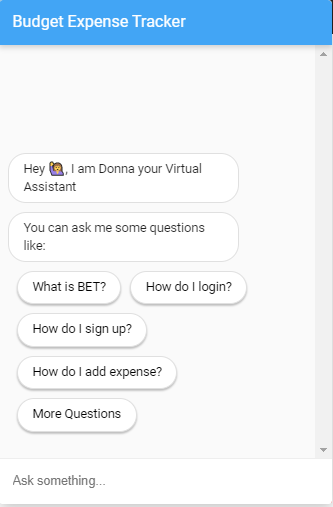 Budget Expense Tracker
Hey 🙋, I am Donna your Virtual
Assistant
You can ask me some questions
like:
What is BET?
How do I login?
How do I sign up?
How do I add expense?
More Questions
Ask something...